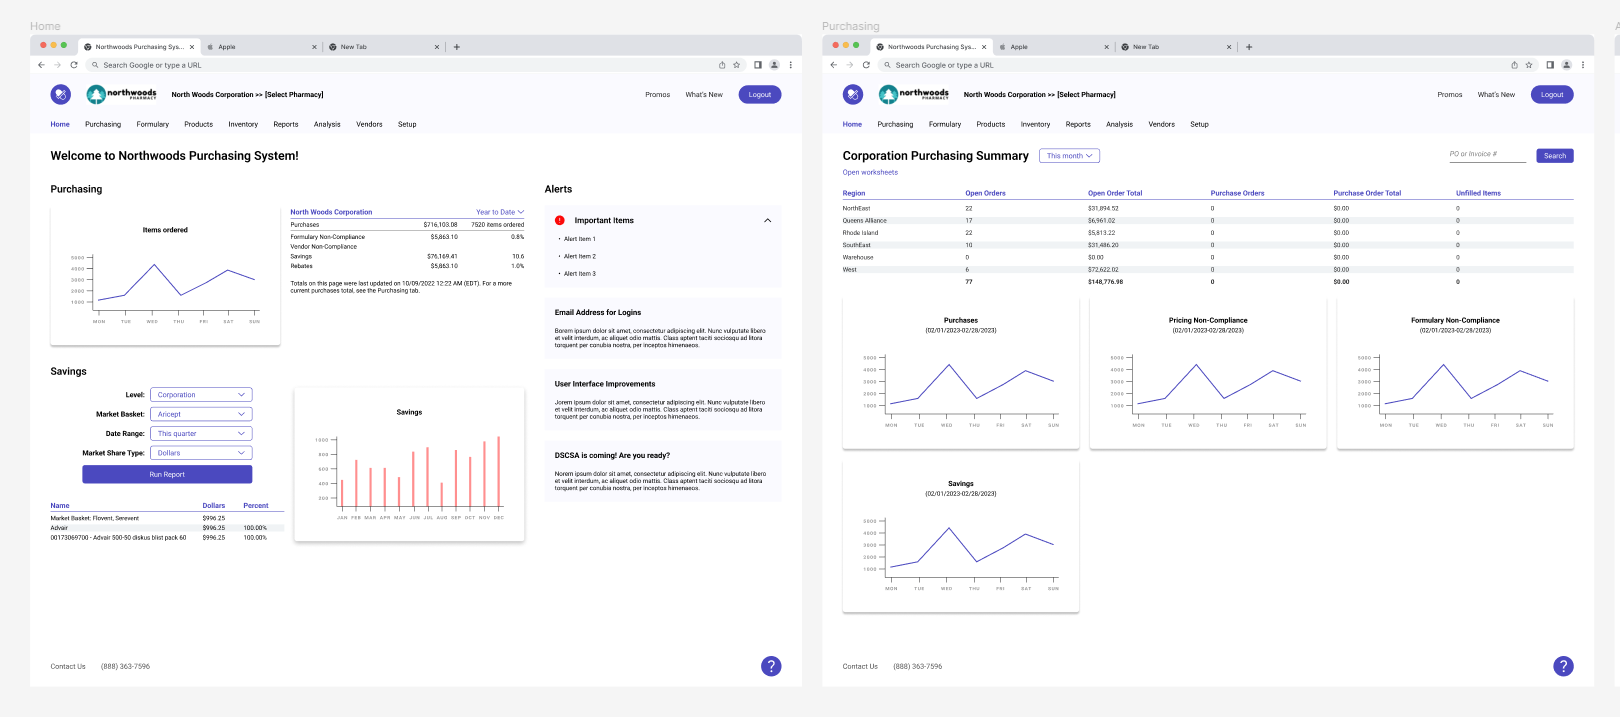 Home
Northwoods Purchasing Sys...
Apple
New Tab
Search Google or type a URL
northwoods
PHARMACY
North Woods Corporation >> [Select Pharmacy]
Promos
What's New
Logout
Home
Purchasing
Formulary
Products
Inventory
Reports
Analysis
Vendors
Setup
Welcome to Northwoods Purchasing System!
Purchasing
Items ordered
5000
4000
3000
2000
1000
MON TUE WED THU FRI SAT SUN
North Woods Corporation Year to Date
Purchases $716,103.08 7520 items ordered
Formulary Non-Compliance $5,863.10 0.8%
Vendor Non-Compliance
Savings $76,169.41 10.6
Rebates $5,863.10 1.0%
Totals on this page were last updated on 10/09/2022 12:22 AM (EDT). For a more
current purchases total, see the Purchasing tab.
Savings
Level: Corporation
Market Basket: Aricept
Date Range: This quarter
Market Share Type: Dollars
Run Report
Name Dollars Percent
Market Basket: Flovent, Serevent $996.25
Advair $996.25 100.00%
00173069700 - Advair 500-50 diskus blist pack 60 $996.25 100.00%
Savings
1000
800
600
400
200
JAN FEB MAR APR MAY JUN JUL AUG SEP OCT NOV DEC
Alerts
! Important Items
• Alert Item 1
• Alert Item 2
• Alert Item 3
Email Address for Logins
Borem ipsum dolor sit amet, consectetur adipiscing elit. Nunc vulputate libero
et velit interdum, ac aliquet odio mattis. Class aptent taciti sociosqu ad litora
torquent per conubia nostra, per inceptos himenaeos.
User Interface Improvements
Jorem ipsum dolor sit amet, consectetur adipiscing elit. Nunc vulputate libero
et velit interdum, ac aliquet odio mattis. Class aptent taciti sociosqu ad litora
torquent per conubia nostra, per inceptos himenaeos.
DSCSA is coming! Are you ready?
Norem ipsum dolor sit amet, consectetur adipiscing elit. Nunc vulputate libero
et velit interdum, ac aliquet odio mattis. Class aptent taciti sociosqu ad litora
torquent per conubia nostra, per inceptos himenaeos.
Contact Us (888) 363-7596
?
Purchasing
Northwoods Purchasing Sys...
Apple
New Tab
Search Google or type a URL
northwoods
PHARMACY
North Woods Corporation >> [Select Pharmacy]
Promos
What's New
Logout
Home
Purchasing
Formulary
Products
Inventory
Reports
Analysis
Vendors
Setup
Corporation Purchasing Summary
This month
PO or Invoice #
Search
Open worksheets
Region Open Orders Open Order Total Purchase Orders Purchase Order Total Unfilled Items
NorthEast 22 $31,894.52 0 $0.00 0
Queens Alliance 17 $6,961.02 0 $0.00 0
Rhode Island 22 $5,813.22 0 $0.00 0
SouthEast 10 $31,486.20 0 $0.00 0
Warehouse 0 $0.00 0 $0.00 0
West 6 $72,622.02 0 $0.00 0
77 $148,776.98 0 $0.00 0
Purchases
(02/01/2023-02/28/2023)
5000
4000
3000
2000
1000
MON TUE WED THU FRI SAT SUN
Pricing Non-Compliance
(02/01/2023-02/28/2023)
5000
4000
3000
2000
1000
MON TUE WED THU FRI SAT SUN
Formulary Non-Compliance
(02/01/2023-02/28/2023)
5000
4000
3000
2000
1000
MON TUE WED THU FRI SAT SUN
Savings
(02/01/2023-02/28/2023)
5000
4000
3000
2000
1000
MON TUE WED THU FRI SAT SUN
Contact Us (888) 363-7596
?